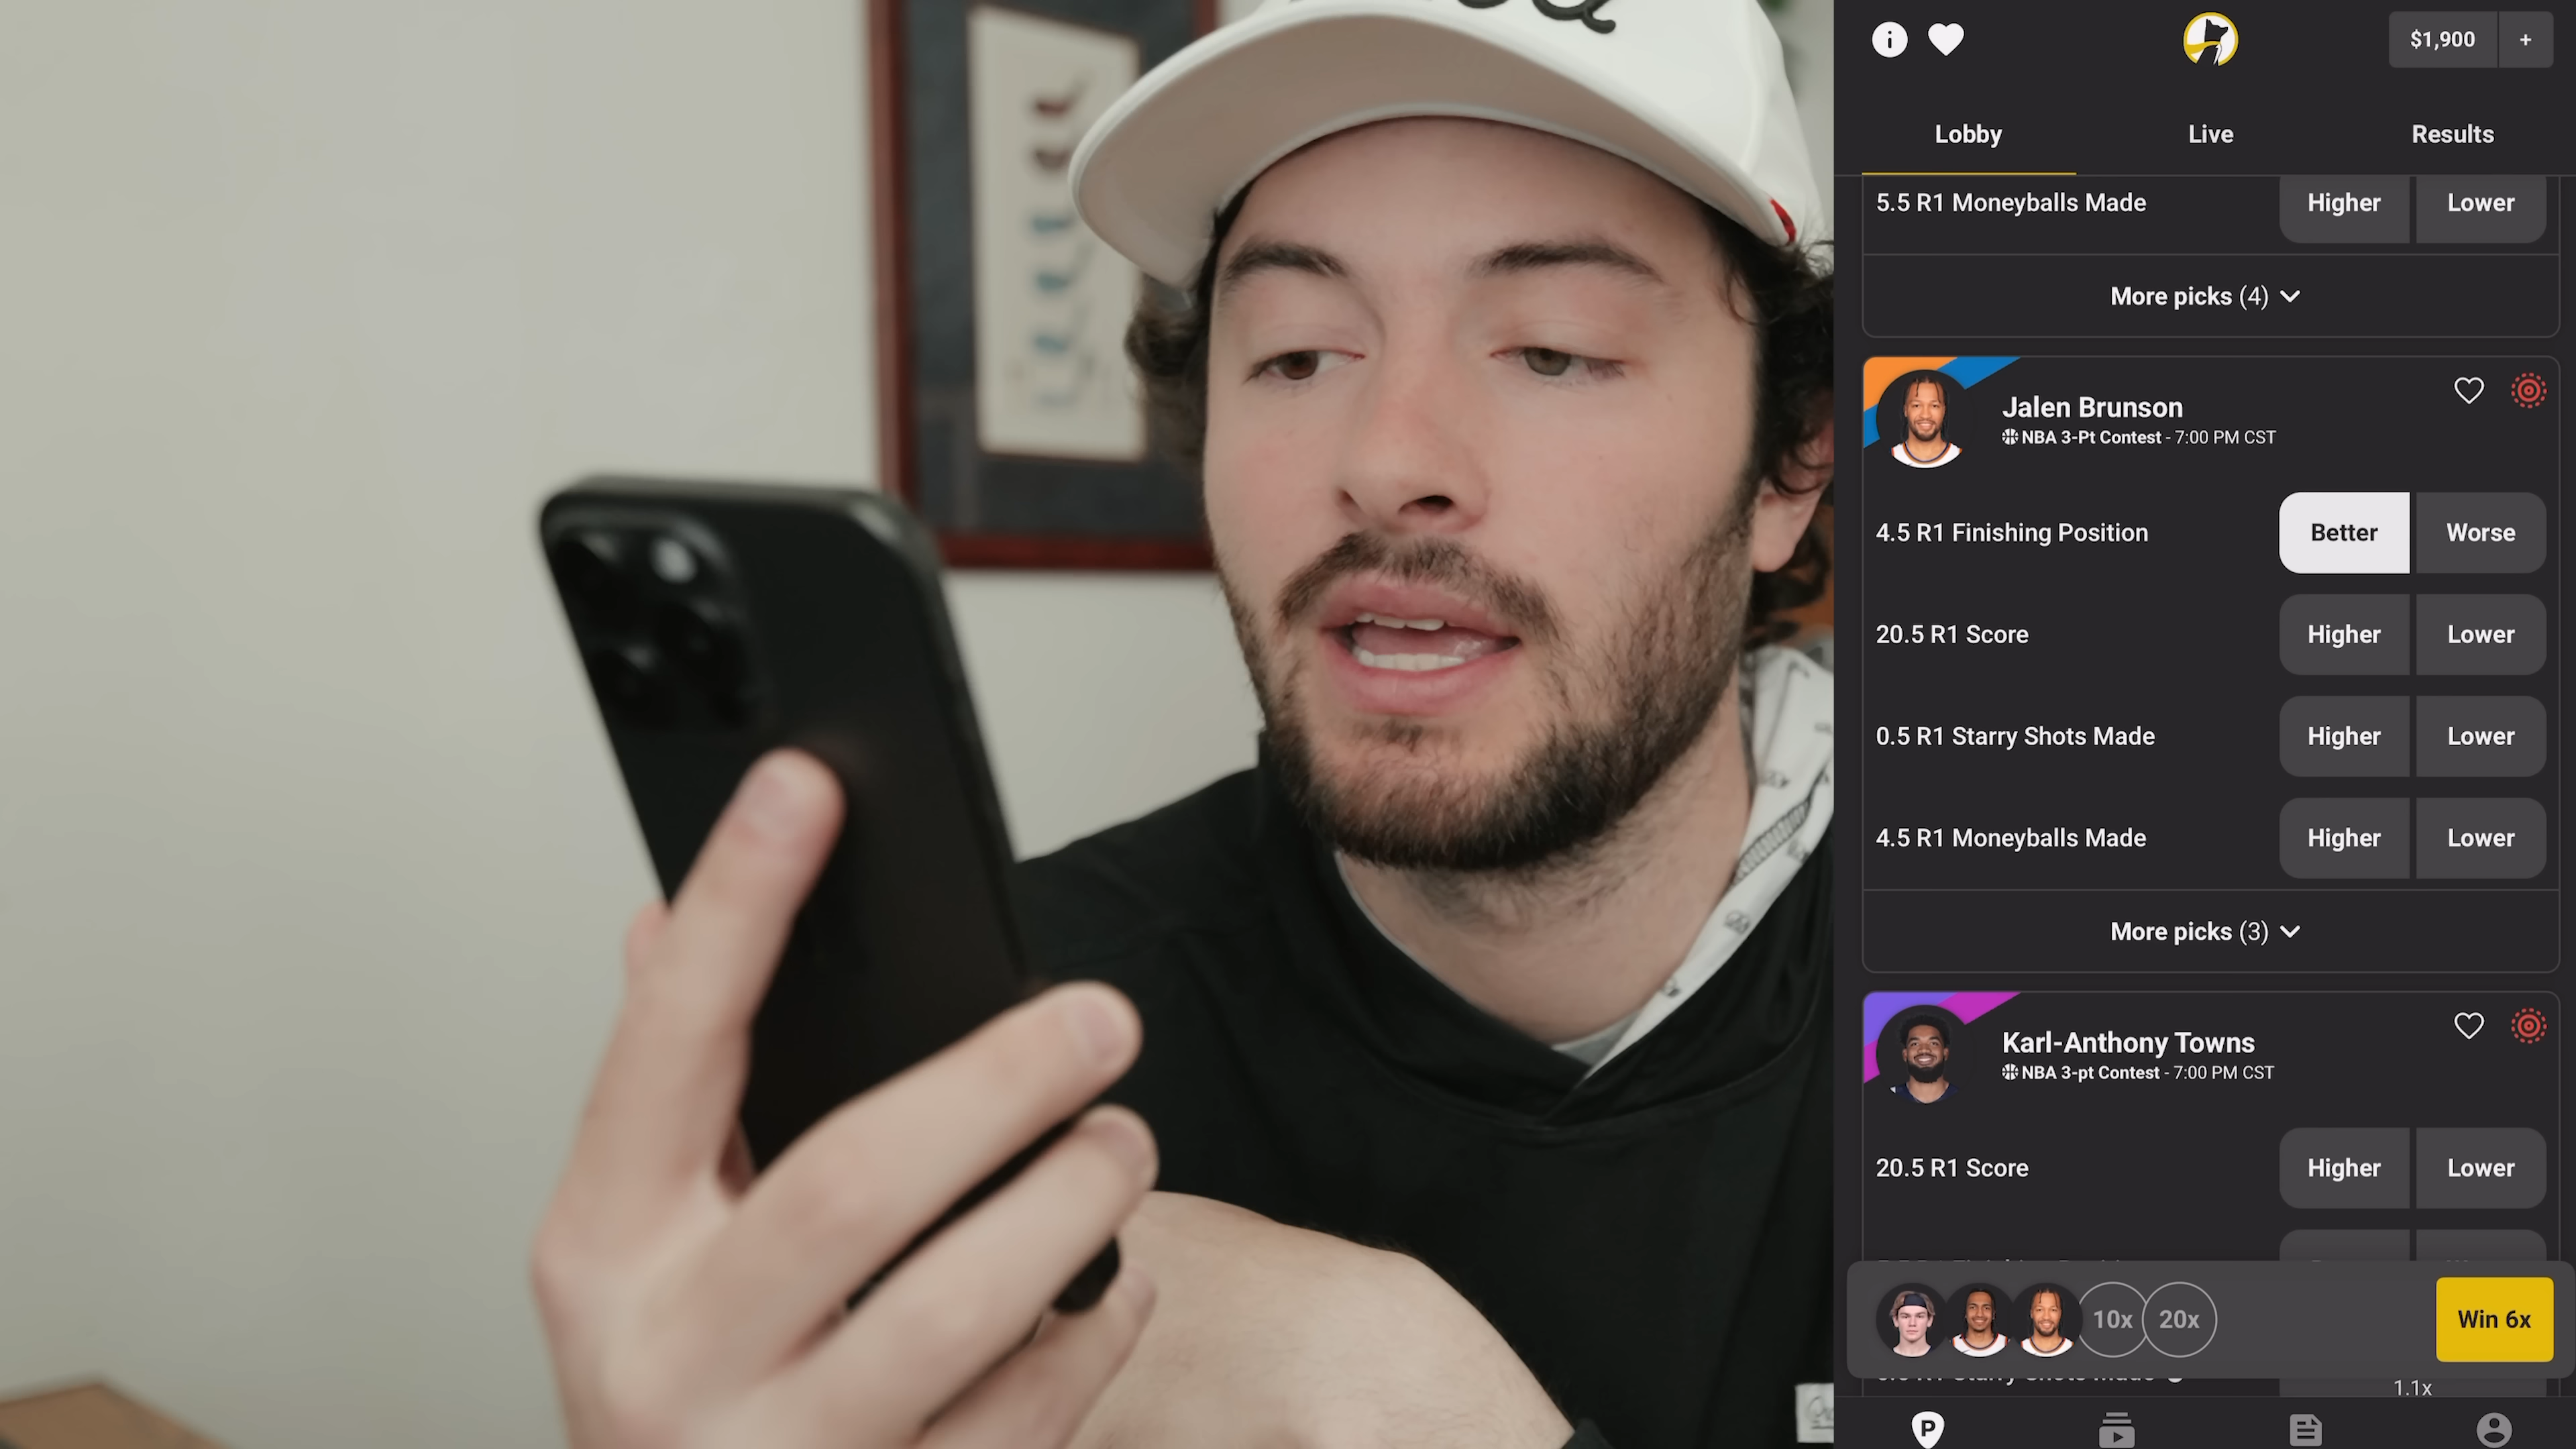 $1,900
+
Lobby
Live
Results
5.5 R1 Moneyballs Made
Higher
Lower
More picks (4)
Jalen Brunson
NBA 3-Pt Contest - 7:00 PM CST
4.5 R1 Finishing Position
Better
Worse
20.5 R1 Score
Higher
Lower
0.5 R1 Starry Shots Made
Higher
Lower
4.5 R1 Moneyballs Made
Higher
Lower
More picks (3)
Karl-Anthony Towns
NBA 3-pt Contest - 7:00 PM CST
20.5 R1 Score
Higher
Lower
10x
20x
Win 6x
1.1x
P